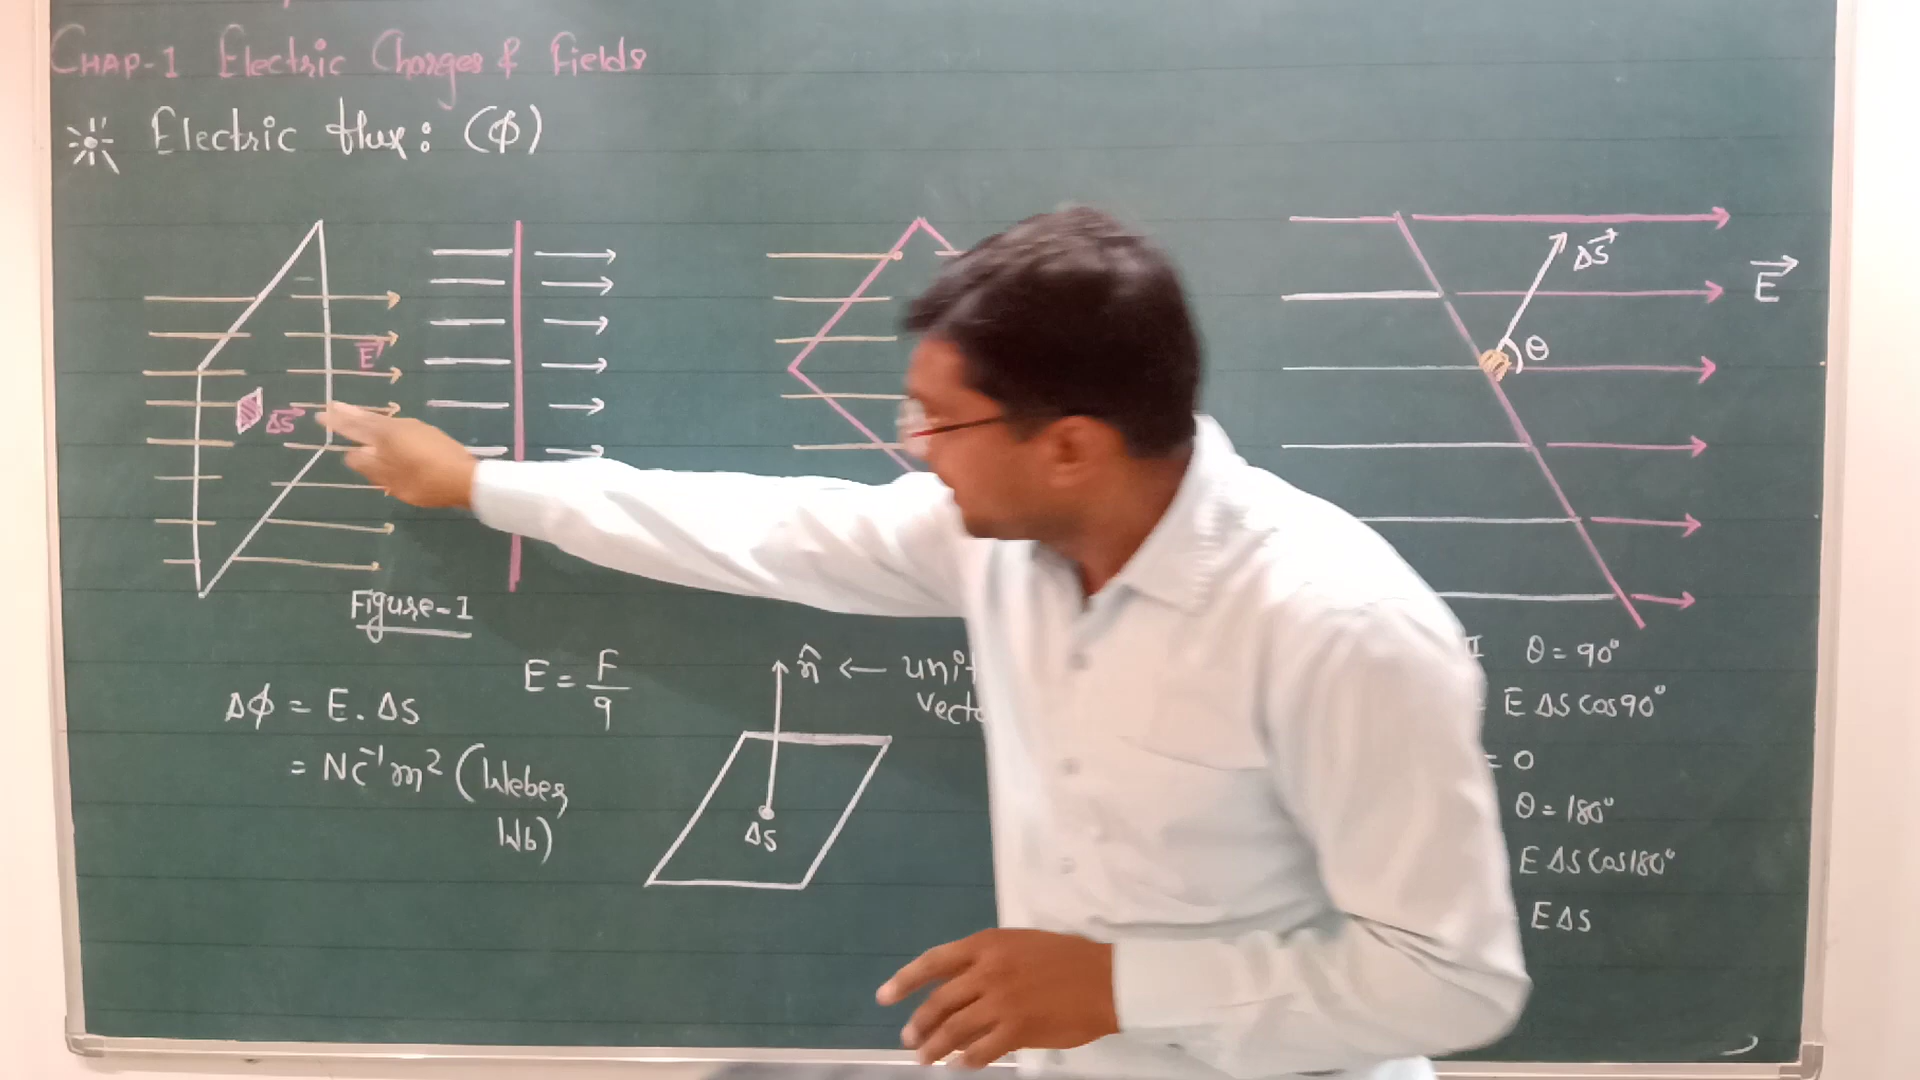 CHAP-1 Electric Charges & Fields
Electric flux: (ϕ)
E⃗
ΔS⃗
Figure-1
ΔS⃗
θ
E⃗
Δϕ = E . ΔS
= NC⁻¹m² (Weber
Wb)
E = F/q
n̂ ← unit
ΔS
θ = 90°
E ΔS cos90°
= 0
θ = 180°
E ΔS Cos180°
E ΔS